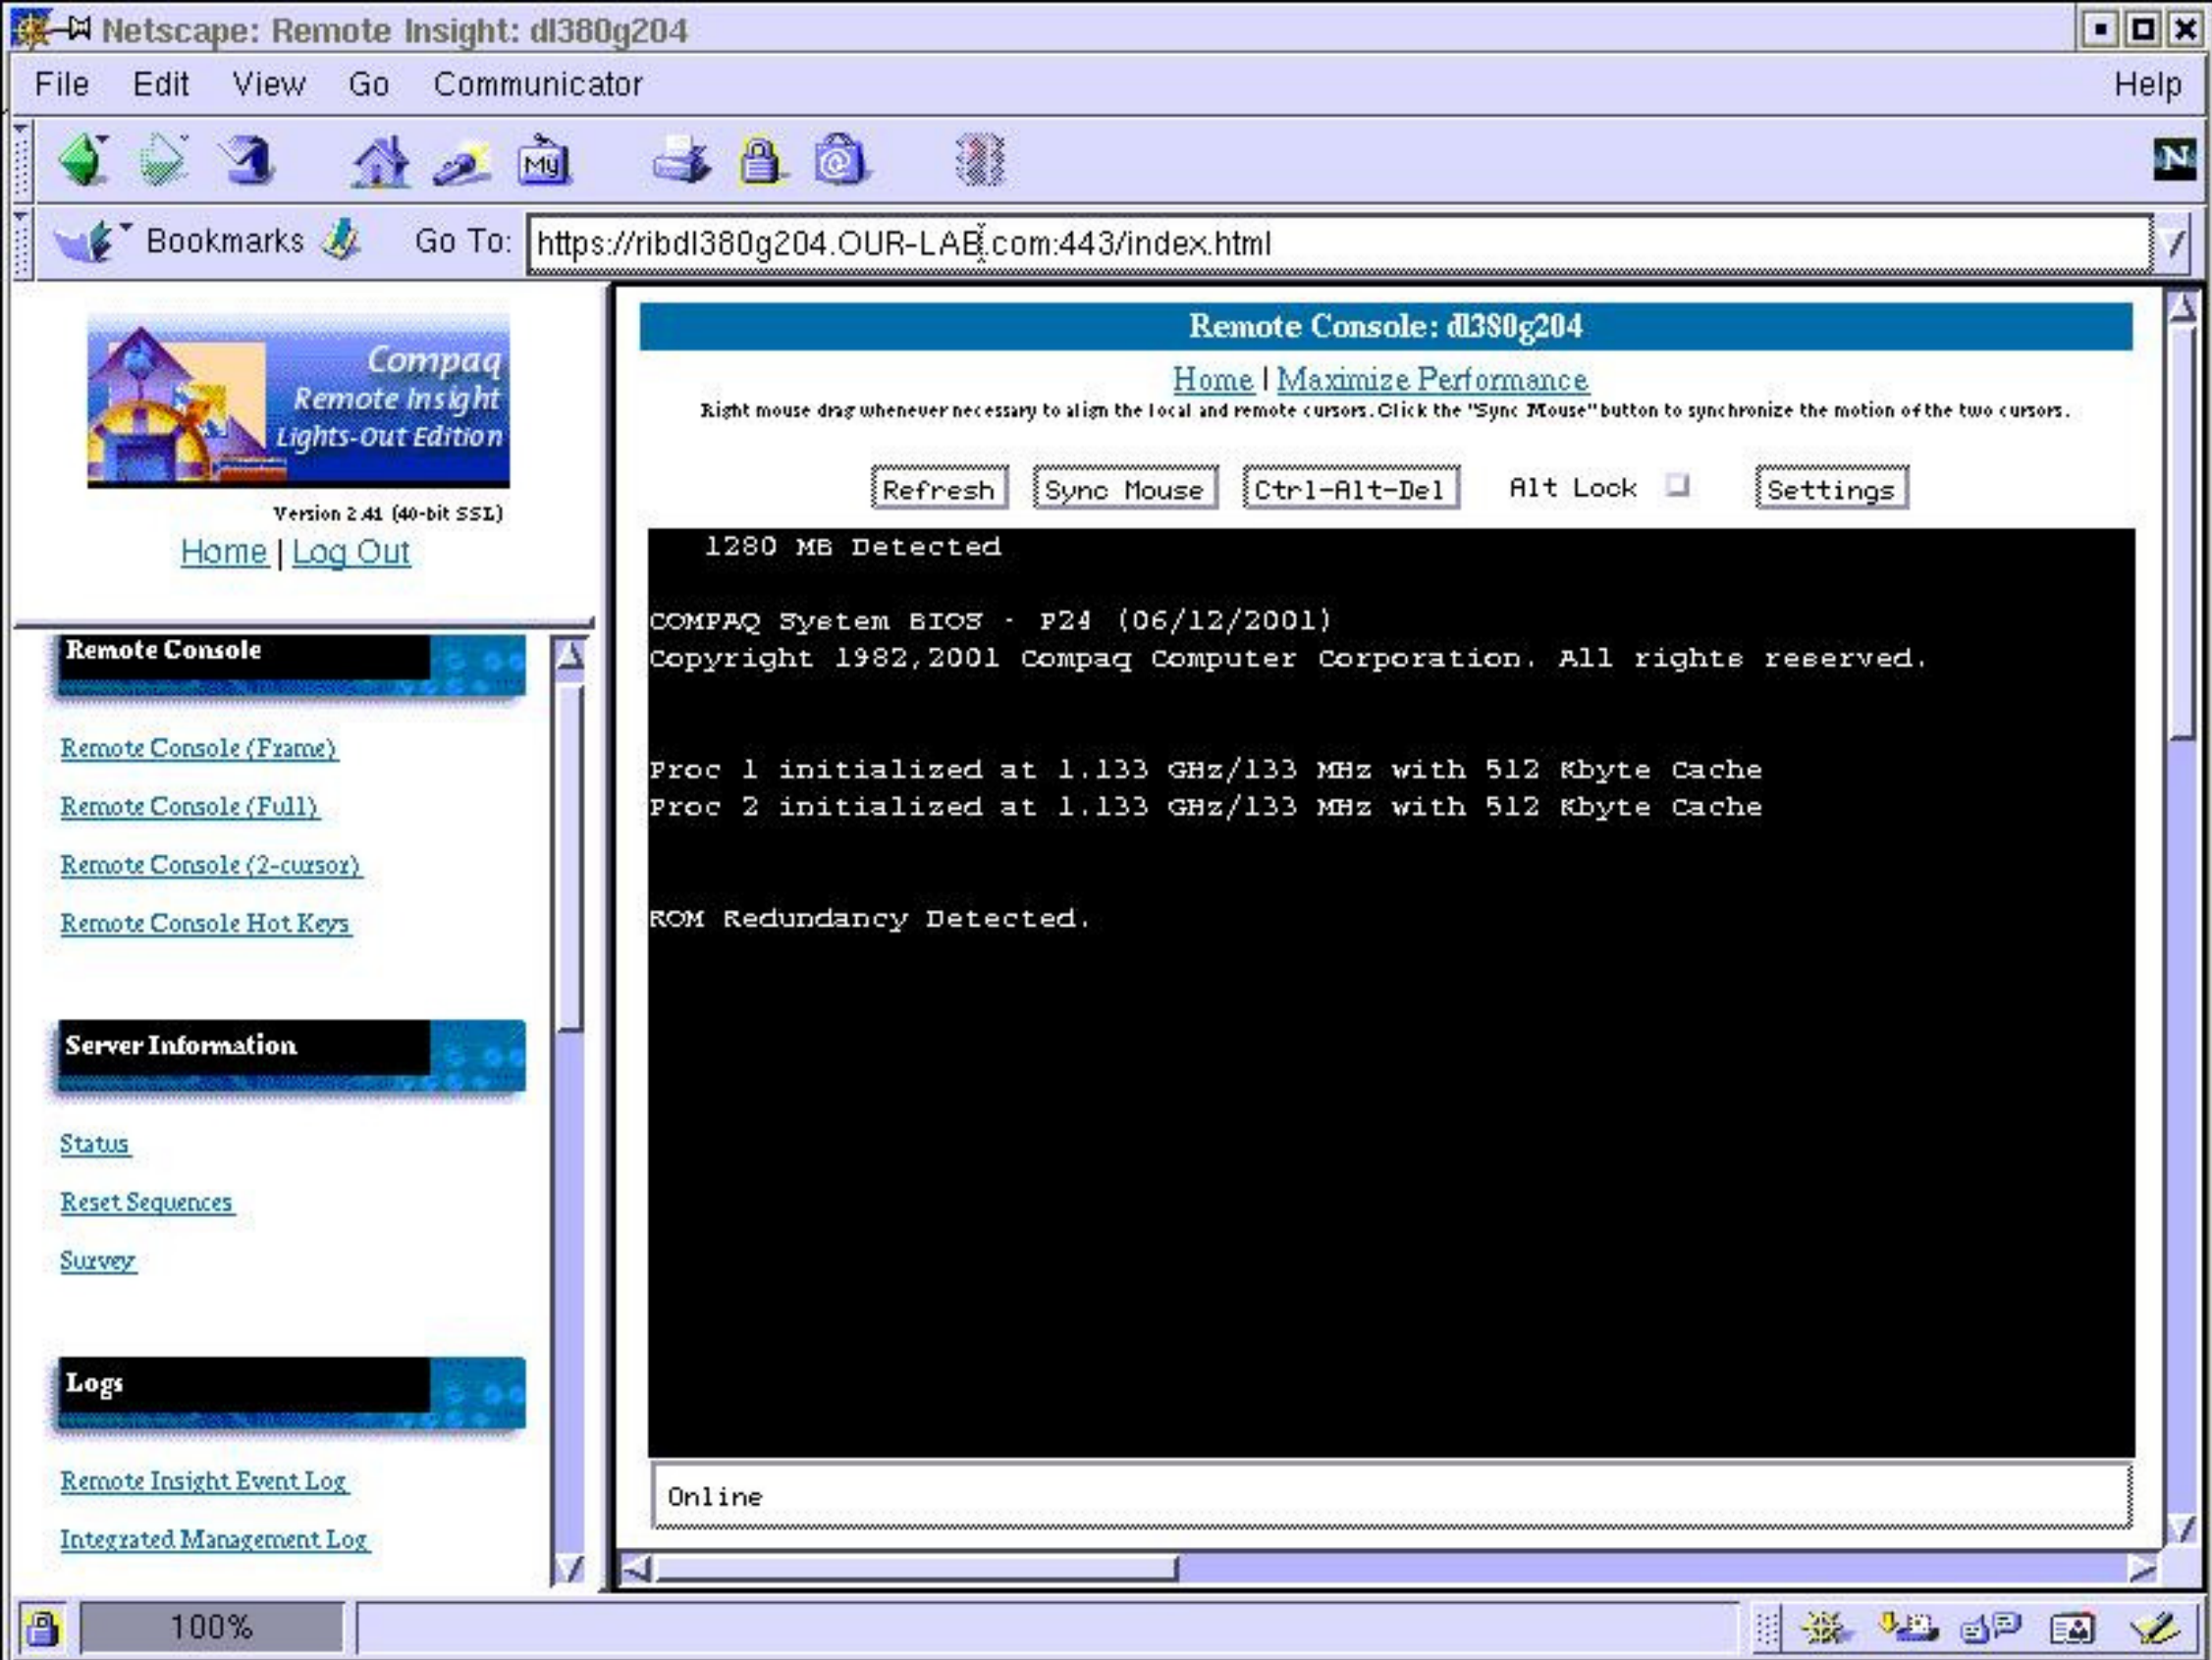 Netscape: Remote Insight: dl380g204
File Edit View Go Communicator Help
My
N
Bookmarks Go To: https://ribdl380g204.OUR-LAB.com:443/index.html
Compaq
Remote Insight
Lights-Out Edition
Version 2.41 (40-bit SSL)
Home | Log Out
Remote Console
Remote Console (Frame)
Remote Console (Full)
Remote Console (2-cursor)
Remote Console Hot Keys
Server Information
Status
Reset Sequences
Survey
Logs
Remote Insight Event Log
Integrated Management Log
Remote Console: dl380g204
Home | Maximize Performance
Right mouse drag whenever necessary to align the local and remote cursors. Click the "Sync Mouse" button to synchronize the motion of the two cursors.
Refresh Sync Mouse Ctrl-Alt-Del Alt Lock Settings
1280 MB Detected
COMPAQ System BIOS - P24 (06/12/2001)
Copyright 1982,2001 Compaq Computer Corporation. All rights reserved.
Proc 1 initialized at 1.133 GHz/133 MHz with 512 Kbyte Cache
Proc 2 initialized at 1.133 GHz/133 MHz with 512 Kbyte Cache
ROM Redundancy Detected.
Online
100%